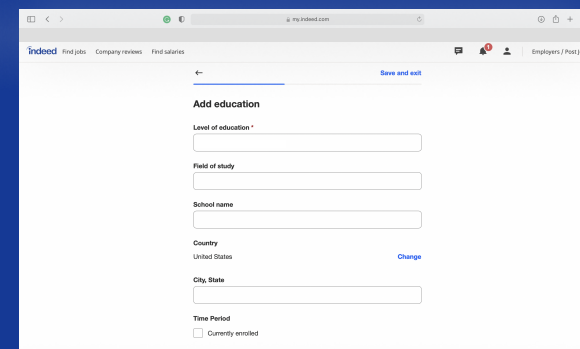 my.indeed.com
indeed Find jobs Company reviews Find salaries 1 Employers / Post J
Save and exit
Add education
Level of education *
Field of study
School name
Country
United States Change
City, State
Time Period
Currently enrolled